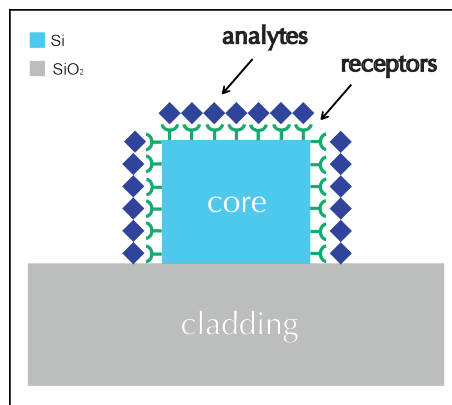 Si
SiO₂
analytes
receptors
core
cladding